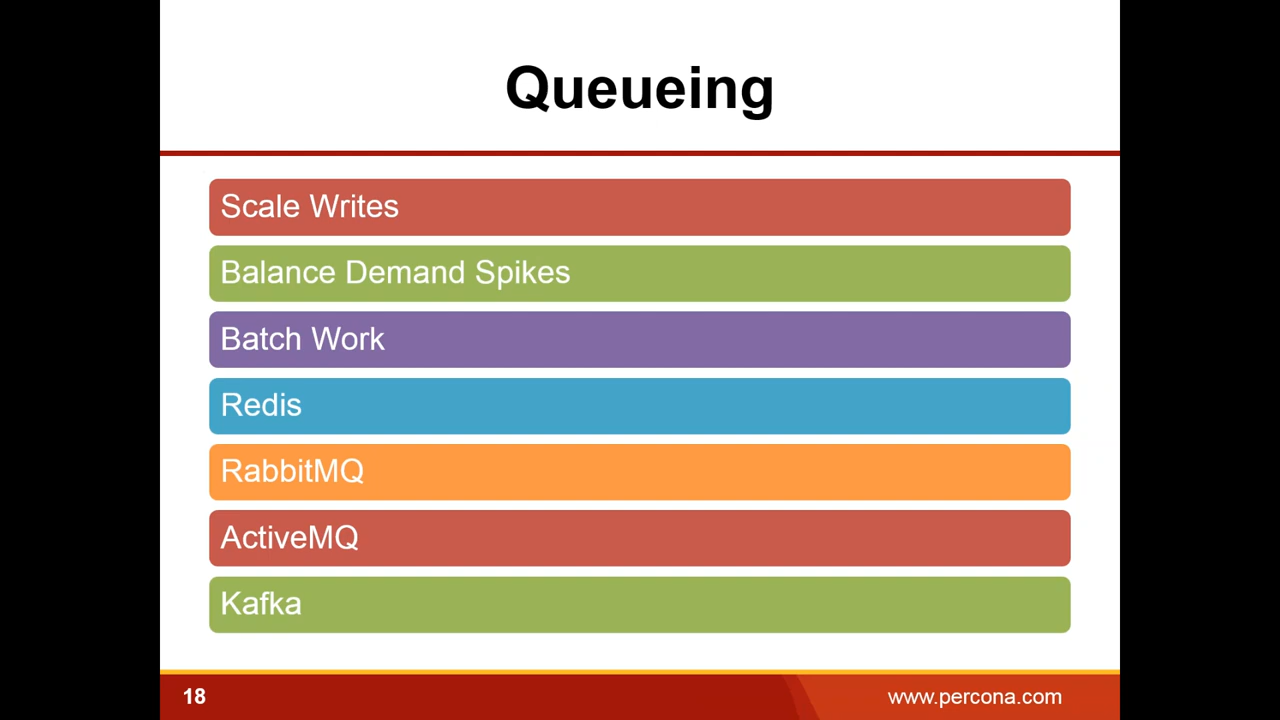 Queueing
Scale Writes
Balance Demand Spikes
Batch Work
Redis
RabbitMQ
ActiveMQ
Kafka
18
www.percona.com